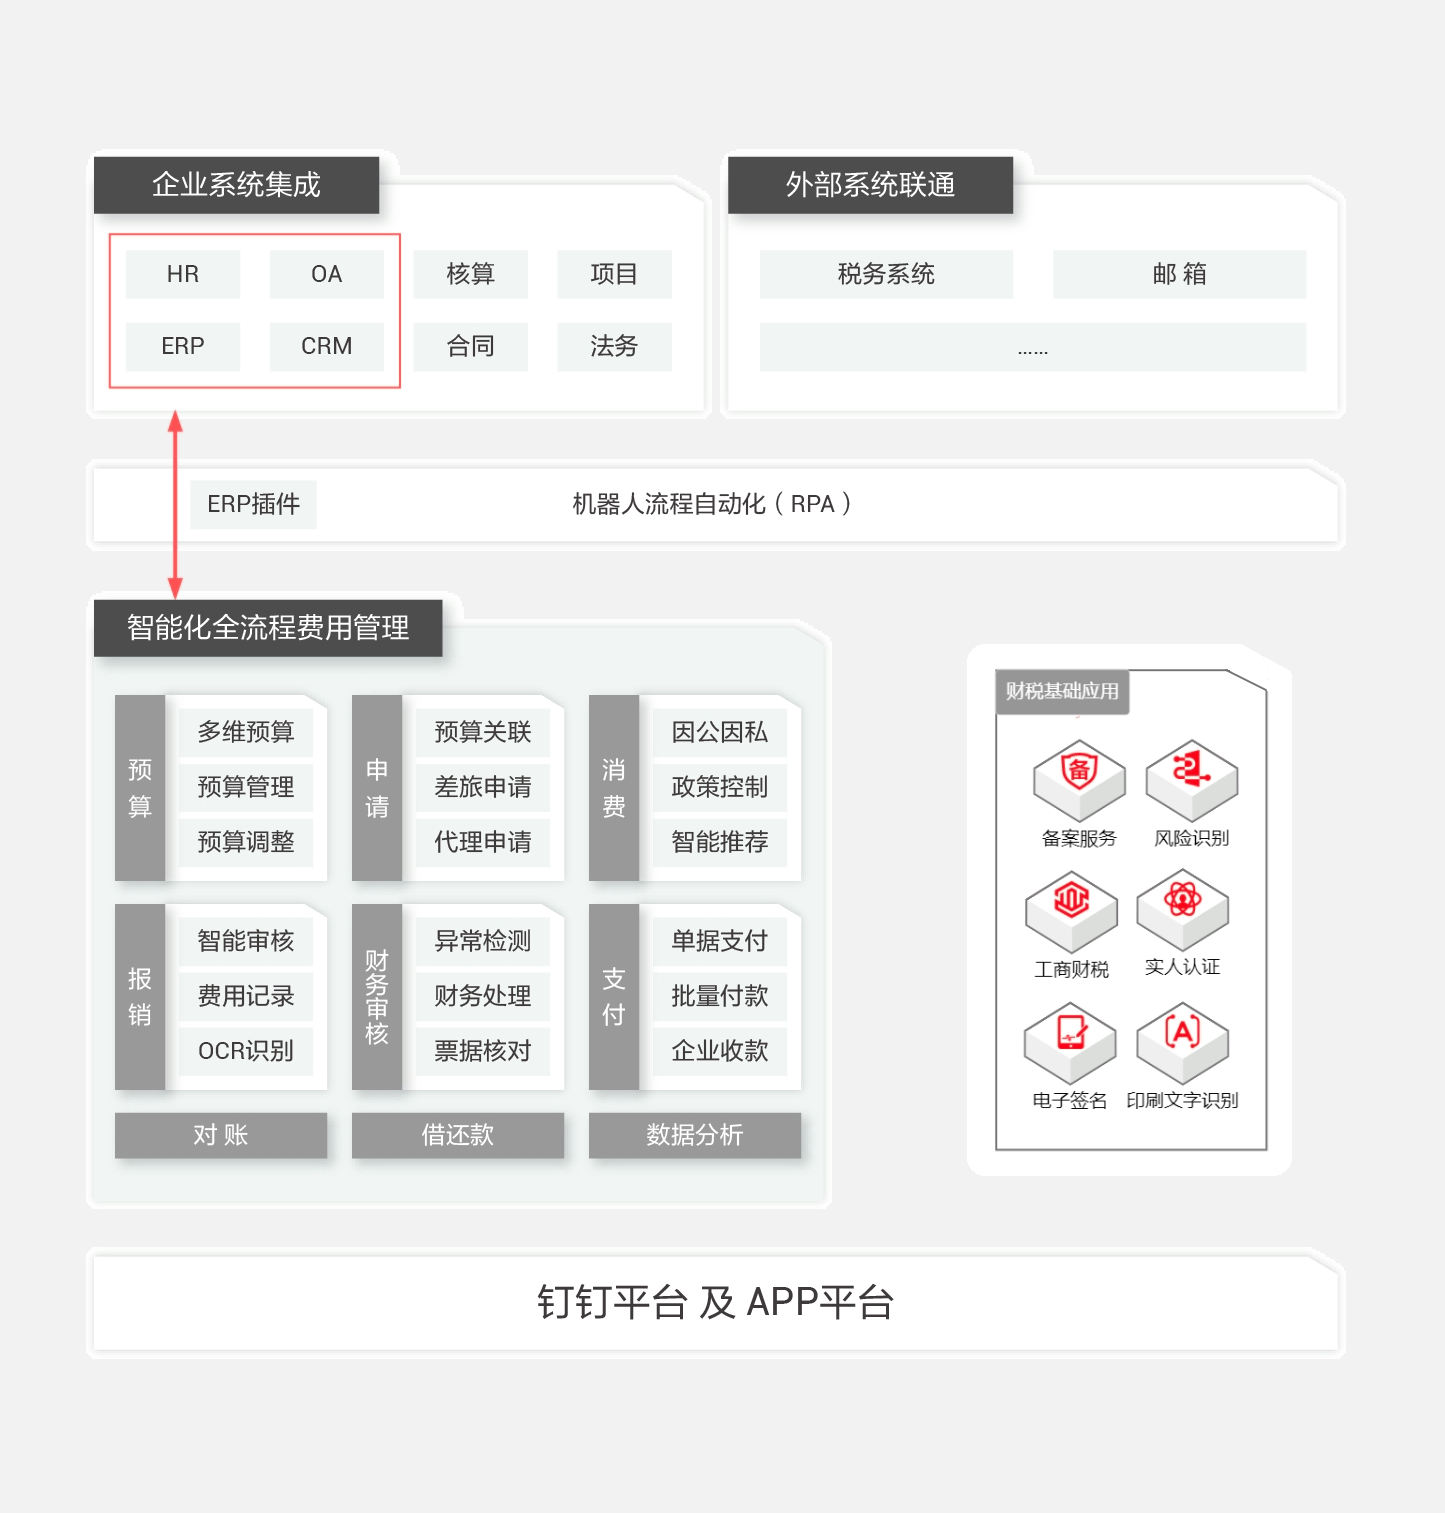 企业系统集成
外部系统联通
HR
OA
核算
项目
税务系统
邮 箱
ERP
CRM
合同
法务
......
ERP插件
机器人流程自动化（RPA）
智能化全流程费用管理
预算
多维预算
预算管理
预算调整
申请
预算关联
差旅申请
代理申请
消费
因公因私
政策控制
智能推荐
报销
智能审核
费用记录
OCR识别
财务审核
异常检测
财务处理
票据核对
支付
单据支付
批量付款
企业收款
对 账
借还款
数据分析
财税基础应用
备
备案服务
风险识别
工商财税
实人认证
A
电子签名
印刷文字识别
钉钉平台 及 APP平台